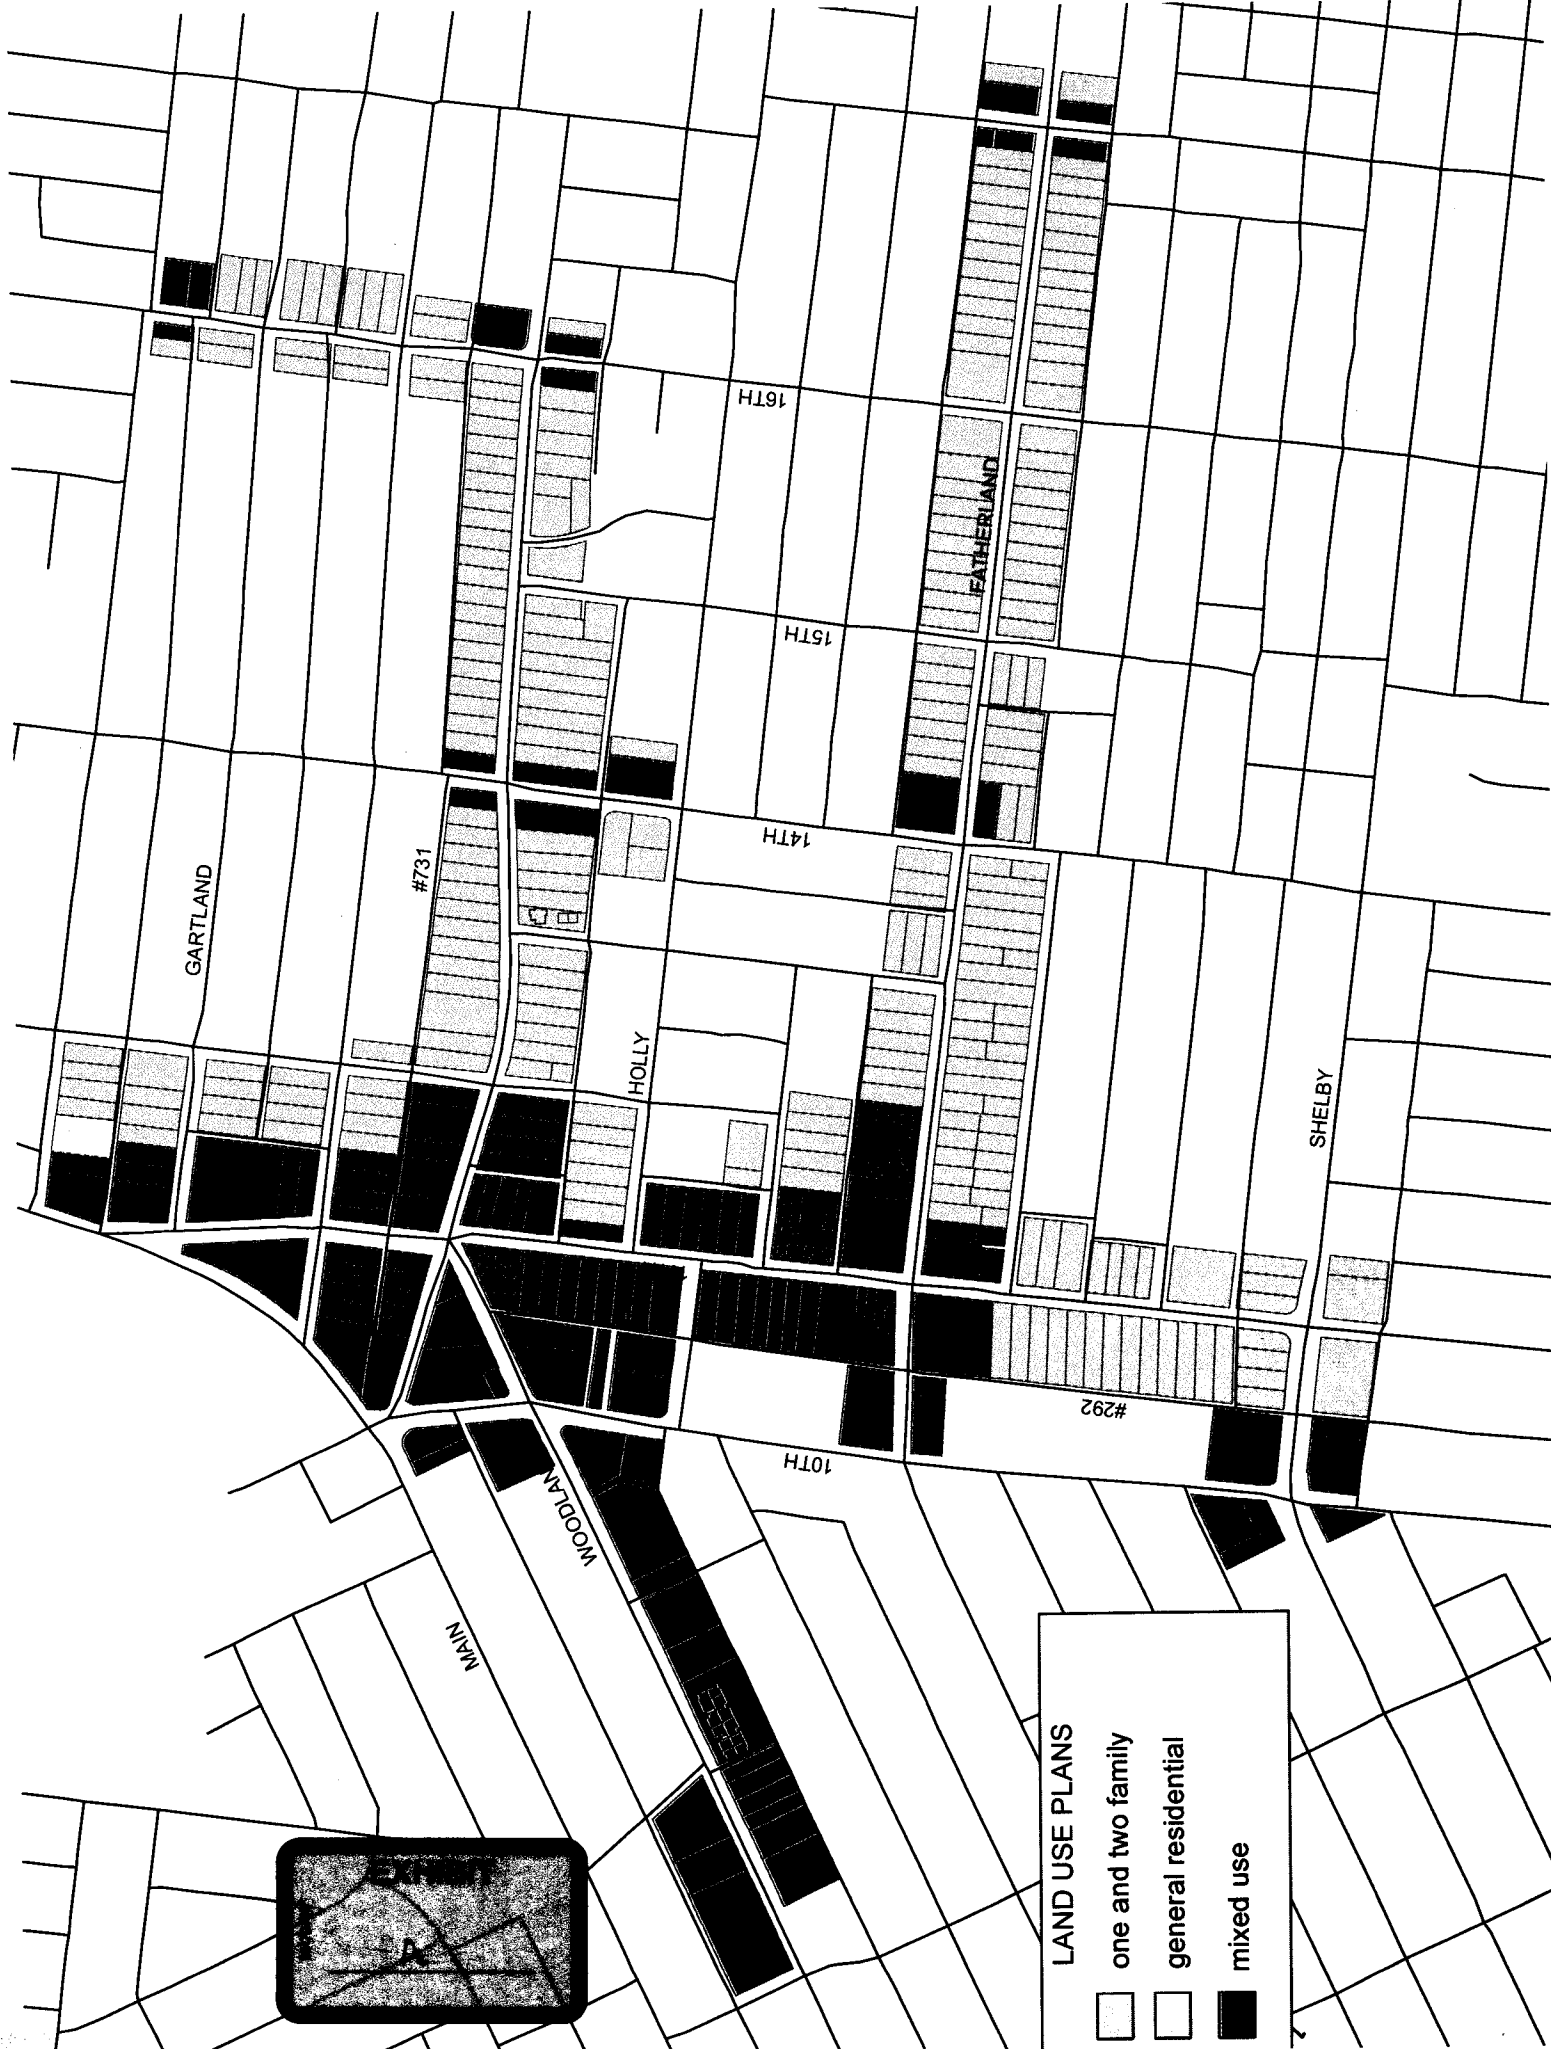 16TH
FATHERLAND
15TH
14TH
#731
GARTLAND
HOLLY
SHELBY
#292
10TH
WOODLAN
MAIN
EXHIBIT
A
LAND USE PLANS
one and two family
general residential
mixed use